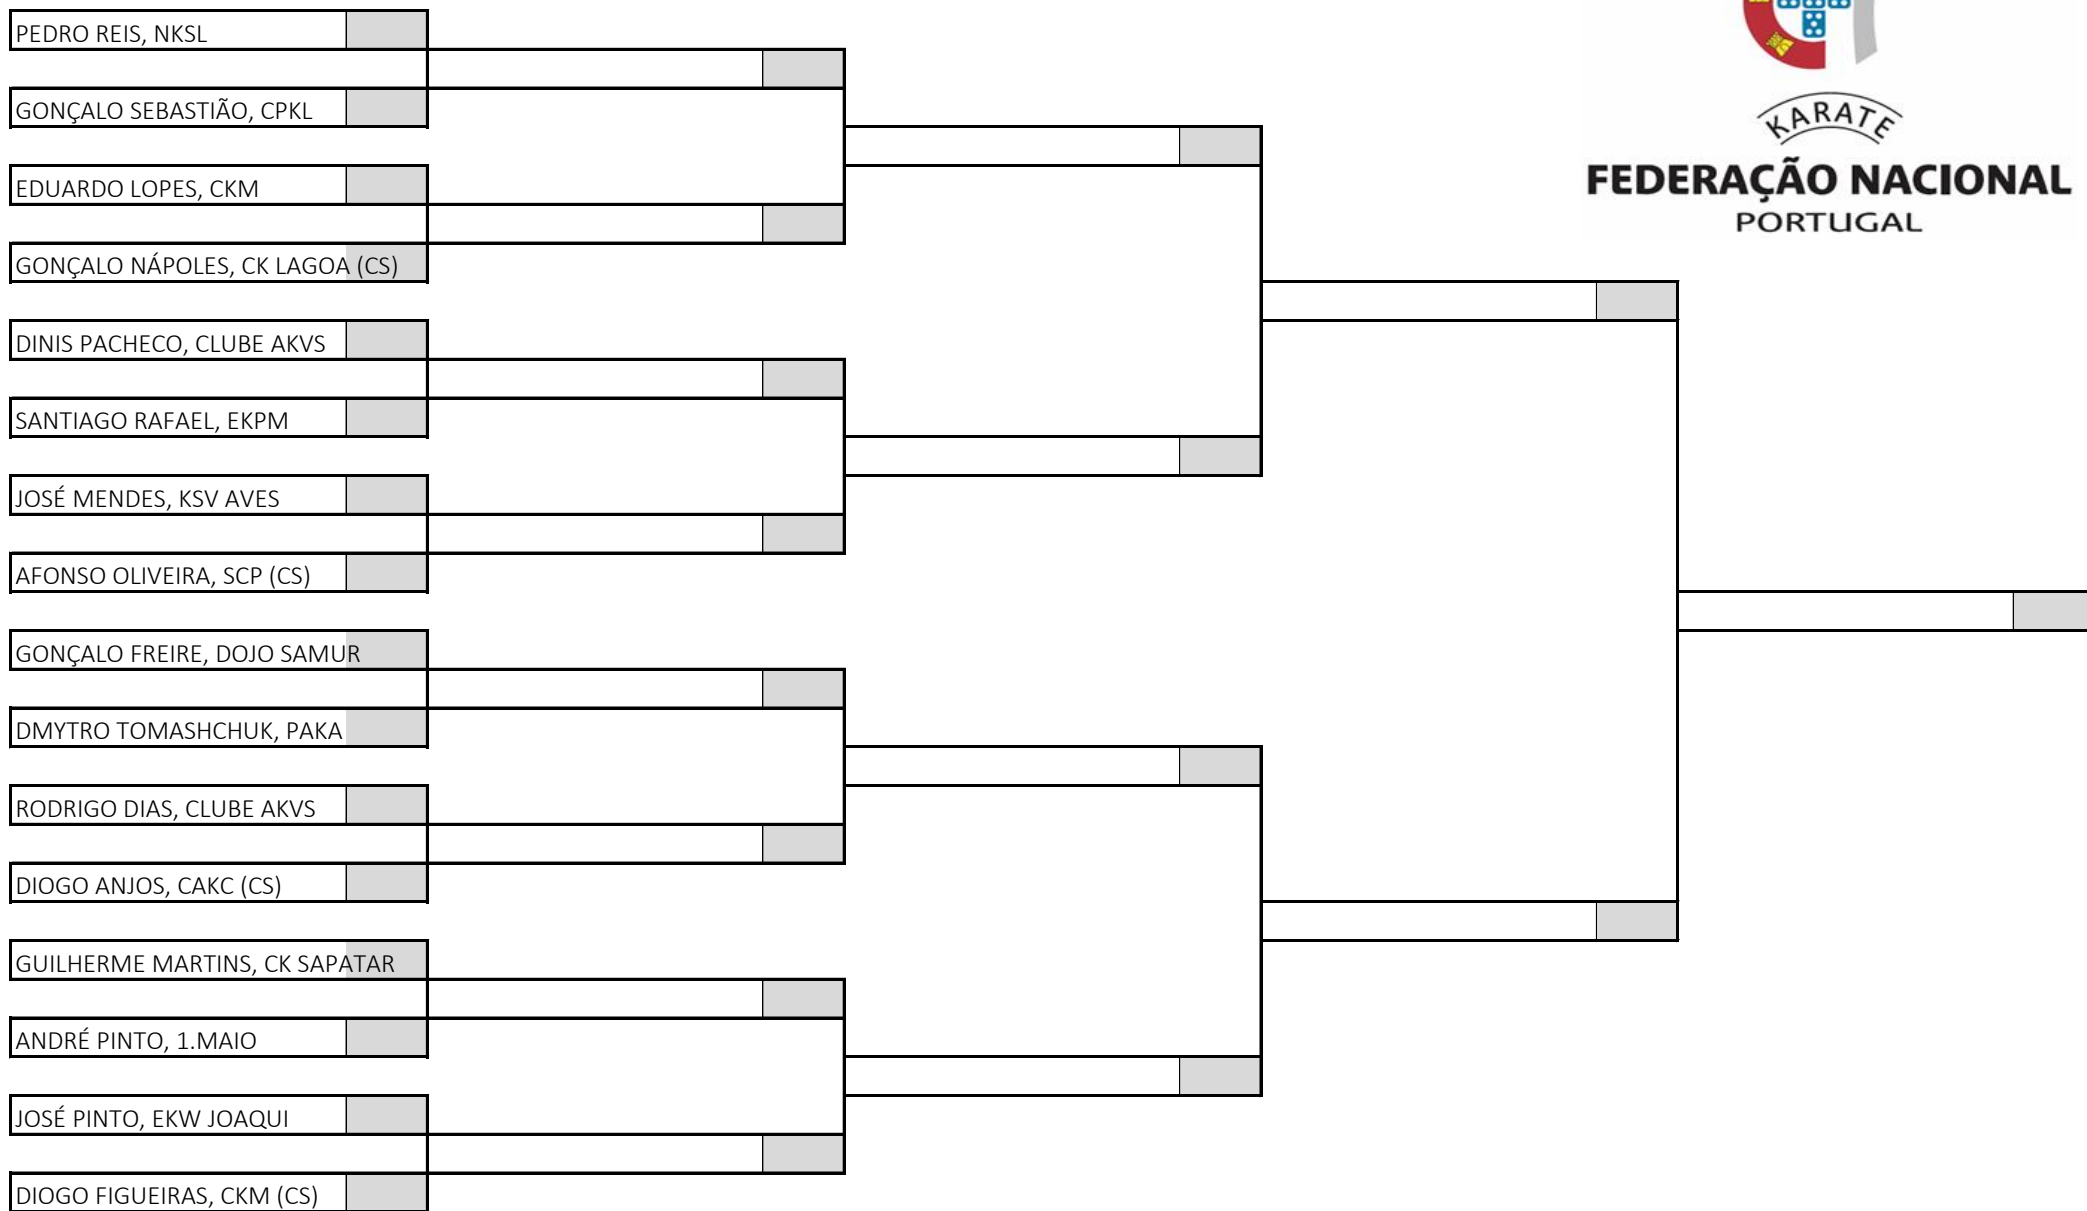 PEDRO REIS, NKSL
GONÇALO SEBASTIÃO, CPKL
KARATE
FEDERAÇÃO NACIONAL
PORTUGAL
EDUARDO LOPES, CKM
GONÇALO NÁPOLES, CK LAGOA (CS)
DINIS PACHECO, CLUBE AKVS
SANTIAGO RAFAEL, EKPM
JOSÉ MENDES, KSV AVES
AFONSO OLIVEIRA, SCP (CS)
GONÇALO FREIRE, DOJO SAMUR
DMYTRO TOMASHCHUK, PAKA
RODRIGO DIAS, CLUBE AKVS
DIOGO ANJOS, CAKC (CS)
GUILHERME MARTINS, CK SAPATAR
ANDRÉ PINTO, 1.MAIO
JOSÉ PINTO, EKW JOAQUI
DIOGO FIGUEIRAS, CKM (CS)